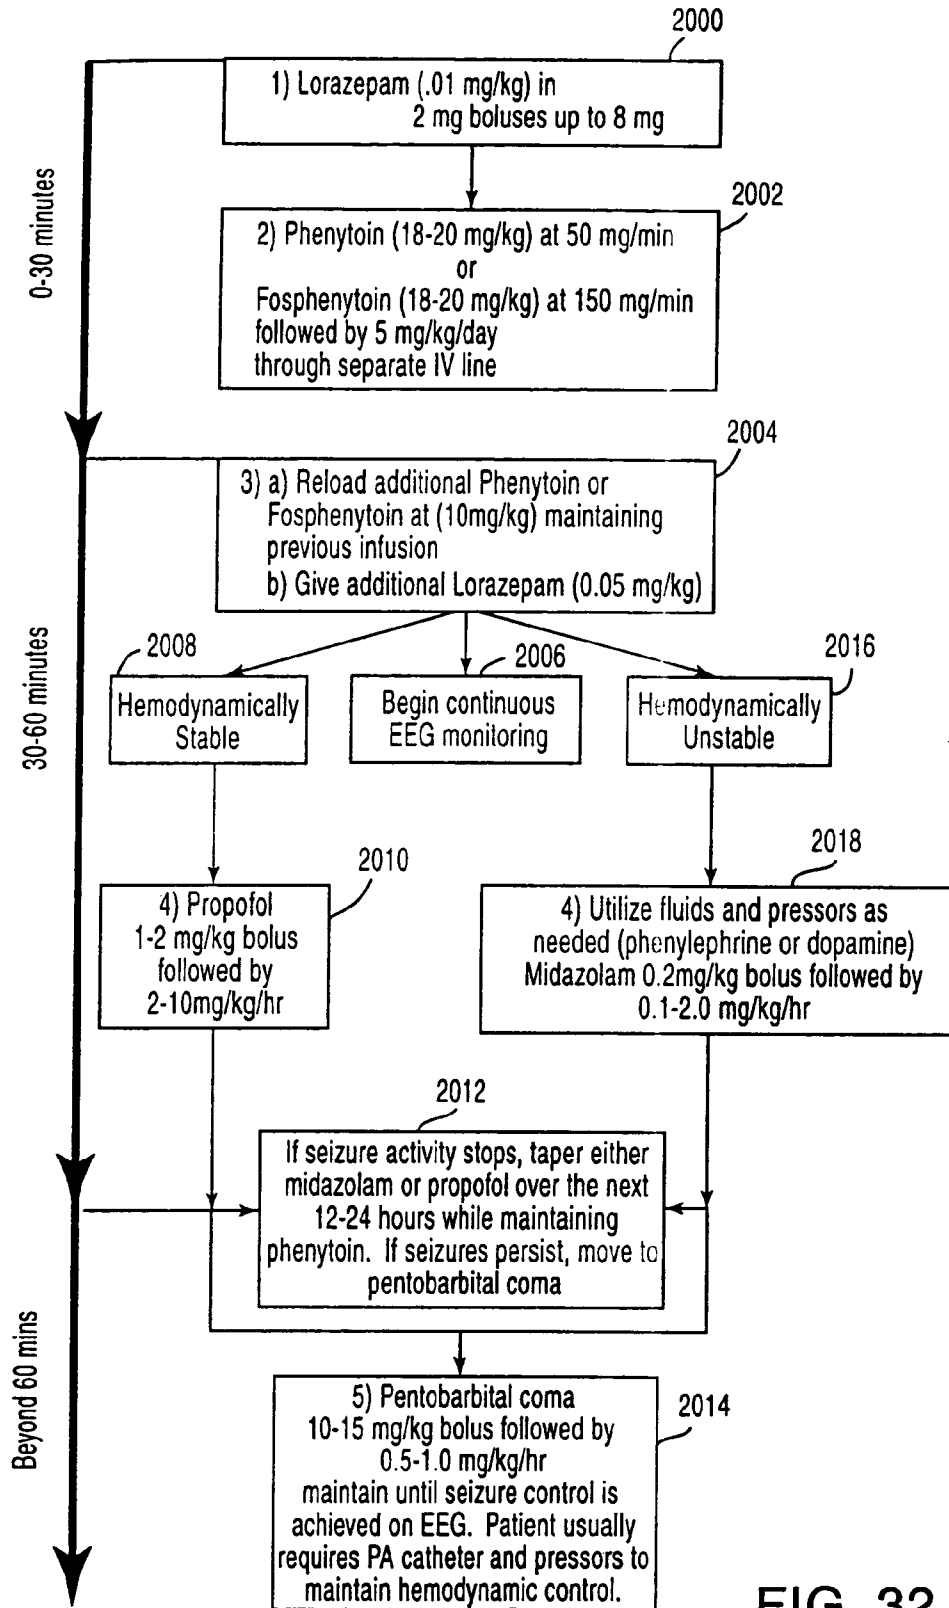 2000
1) Lorazepam (.01 mg/kg) in
2 mg boluses up to 8 mg
0-30 minutes
2002
2) Phenytoin (18-20 mg/kg) at 50 mg/min
or
Fosphenytoin (18-20 mg/kg) at 150 mg/min
followed by 5 mg/kg/day
through separate IV line
2004
3) a) Reload additional Phenytoin or
Fosphenytoin at (10mg/kg) maintaining
previous infusion
b) Give additional Lorazepam (0.05 mg/kg)
30-60 minutes
2008
Hemodynamically
Stable
2006
Begin continuous
EEG monitoring
2016
Hemodynamically
Unstable
2010
4) Propofol
1-2 mg/kg bolus
followed by
2-10mg/kg/hr
2018
4) Utilize fluids and pressors as
needed (phenylephrine or dopamine)
Midazolam 0.2mg/kg bolus followed by
0.1-2.0 mg/kg/hr
2012
If seizure activity stops, taper either
midazolam or propofol over the next
12-24 hours while maintaining
phenytoin. If seizures persist, move to
pentobarbital coma
Beyond 60 mins
2014
5) Pentobarbital coma
10-15 mg/kg bolus followed by
0.5-1.0 mg/kg/hr
maintain until seizure control is
achieved on EEG. Patient usually
requires PA catheter and pressors to
maintain hemodynamic control.
FIG. 32